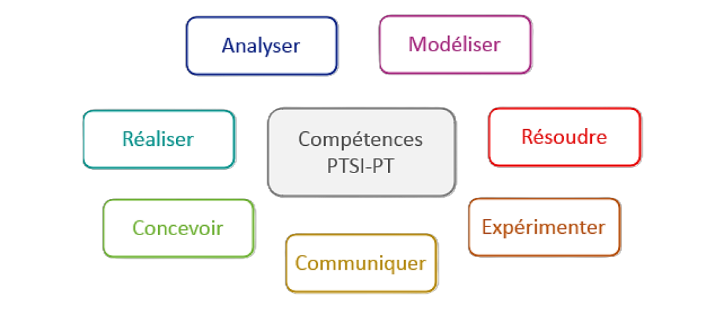 Analyser
Modéliser
Réaliser
Compétences
PTSI-PT
Résoudre
Concevoir
Expérimenter
Communiquer